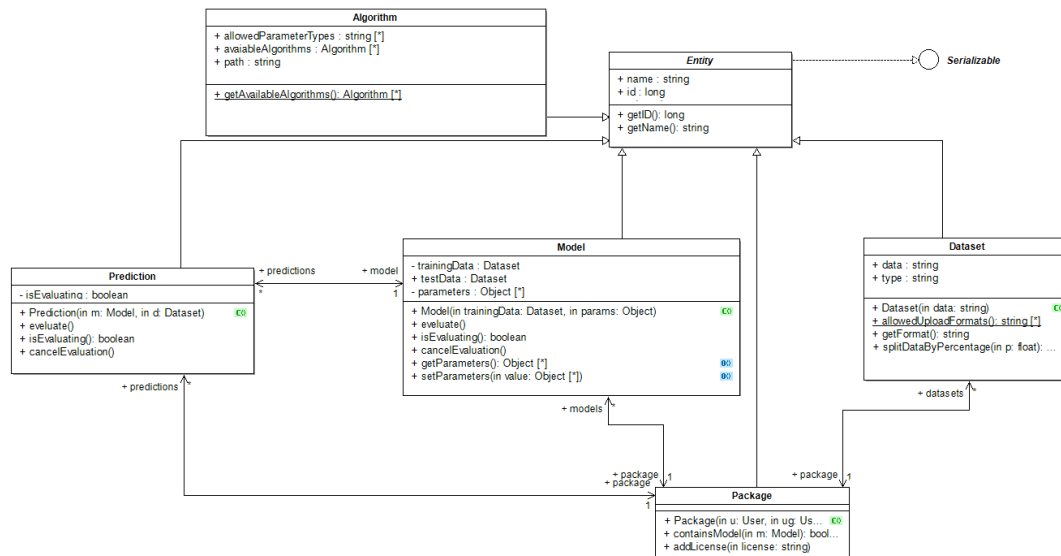 Algorithm
+ allowedParameterTypes : string [*]
+ avaiableAlgorithms : Algorithm [*]
+ path : string
+ getAvailableAlgorithms(): Algorithm [*]
Entity
+ name : string
+ id : long
+ getID(): long
+ getName(): string
Serializable
Prediction
- isEvaluating : boolean
+ Prediction(in m: Model, in d: Dataset)
+ eveluate()
+ isEvaluating(): boolean
+ cancelEvaluation()
+ predictions
*
+ model
1
Model
- trainingData : Dataset
+ testData : Dataset
- parameters : Object [*]
+ Model(in trainingData: Dataset, in params: Object)
+ eveluate()
+ isEvaluating(): boolean
+ cancelEvaluation()
+ getParameters(): Object [*]
+ setParameters(in value: Object [*])
Dataset
+ data : string
+ type : string
+ Dataset(in data: string)
+ allowedUploadFormats(): string [*]
+ getFormat(): string
+ splitDataByPercentage(in p: float): ...
+ predictions
*
+ models
*
+ datasets
*
+ package
1
+ package
1
+ package
1
Package
+ Package(in u: User, in ug: Us...
+ containsModel(in m: Model): bool...
+ addLicense(in license: string)